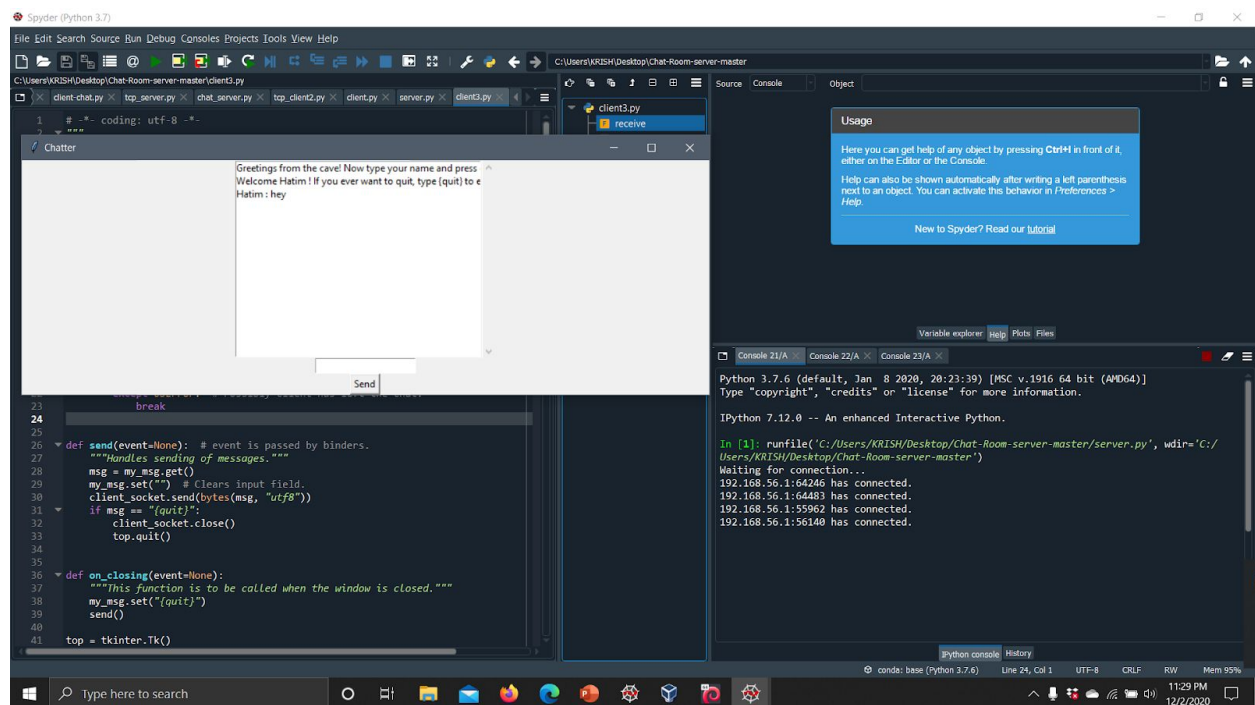 Spyder (Python 3.7)
File Edit Search Source Run Debug Consoles Projects Tools View Help
C:\Users\KRISH\Desktop\Chat-Room-server-master
C:\Users\KRISH\Desktop\Chat-Room-server-master\client3.py
client-chat.py tcp_server.py chat_server.py tcp_client2.py client.py server.py client3.py
1 # -*- coding: utf-8 -*-
2 """
Chatter
Greetings from the cave! Now type your name and press
Welcome Hatim ! If you ever want to quit, type {quit} to e
Hatim : hey
Send
23 break
24
25
26 def send(event=None): # event is passed by binders.
27 """Handles sending of messages."""
28 msg = my_msg.get()
29 my_msg.set("") # Clears input field.
30 client_socket.send(bytes(msg, "utf8"))
31 if msg == "{quit}":
32 client_socket.close()
33 top.quit()
34
35
36 def on_closing(event=None):
37 """This function is to be called when the window is closed."""
38 my_msg.set("{quit}")
39 send()
40
41 top = tkinter.Tk()
client3.py
receive
Source Console Object
Usage
Here you can get help of any object by pressing Ctrl+I in front of it,
either on the Editor or the Console.
Help can also be shown automatically after writing a left parenthesis
next to an object. You can activate this behavior in Preferences >
Help.
New to Spyder? Read our tutorial
Variable explorer Help Plots Files
Console 21/A Console 22/A Console 23/A
Python 3.7.6 (default, Jan 8 2020, 20:23:39) [MSC v.1916 64 bit (AMD64)]
Type "copyright", "credits" or "license" for more information.
IPython 7.12.0 -- An enhanced Interactive Python.
In [1]: runfile('C:/Users/KRISH/Desktop/Chat-Room-server-master/server.py', wdir='C:/
Users/KRISH/Desktop/Chat-Room-server-master')
Waiting for connection...
192.168.56.1:64246 has connected.
192.168.56.1:64483 has connected.
192.168.56.1:55962 has connected.
192.168.56.1:56140 has connected.
IPython console History
conda: base (Python 3.7.6) Line 24, Col 1 UTF-8 CRLF RW Mem 95%
Type here to search
11:29 PM
12/2/2020